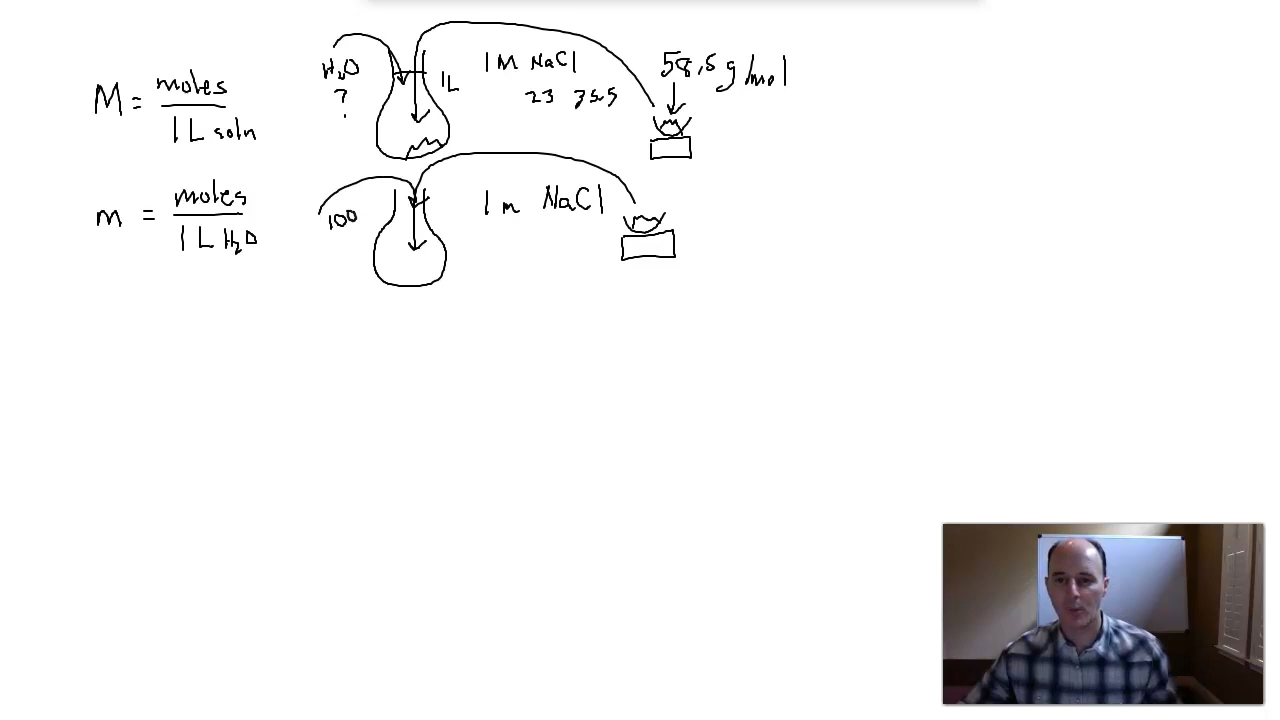 M = moles / 1 L soln
H₂O
?
1L
1 M NaCl
23 35.5
58.5 g/mol
m = moles / 1 L H₂O
100
1 m NaCl